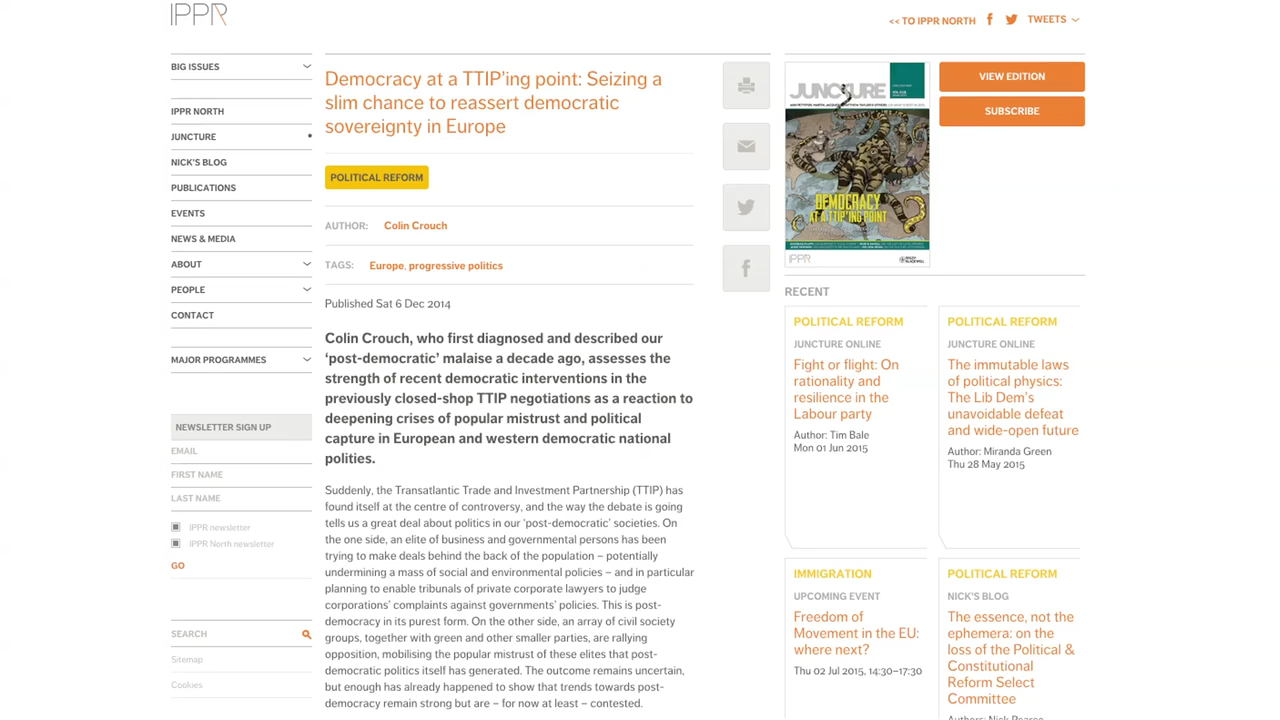 IPPR
<< TO IPPR NORTH
TWEETS
BIG ISSUES
IPPR NORTH
JUNCTURE
NICK'S BLOG
PUBLICATIONS
EVENTS
NEWS & MEDIA
ABOUT
PEOPLE
CONTACT
MAJOR PROGRAMMES
NEWSLETTER SIGN UP
EMAIL
FIRST NAME
LAST NAME
IPPR newsletter
IPPR North newsletter
GO
SEARCH
Sitemap
Cookies
Democracy at a TTIP'ing point: Seizing a
slim chance to reassert democratic
sovereignty in Europe
POLITICAL REFORM
AUTHOR: Colin Crouch
TAGS: Europe, progressive politics
Published Sat 6 Dec 2014
Colin Crouch, who first diagnosed and described our
‘post-democratic’ malaise a decade ago, assesses the
strength of recent democratic interventions in the
previously closed-shop TTIP negotiations as a reaction to
deepening crises of popular mistrust and political
capture in European and western democratic national
polities.
Suddenly, the Transatlantic Trade and Investment Partnership (TTIP) has
found itself at the centre of controversy, and the way the debate is going
tells us a great deal about politics in our ‘post-democratic’ societies. On
the one side, an elite of business and governmental persons has been
trying to make deals behind the back of the population – potentially
undermining a mass of social and environmental policies – and in particular
planning to enable tribunals of private corporate lawyers to judge
corporations’ complaints against governments’ policies. This is post-
democracy in its purest form. On the other side, an array of civil society
groups, together with green and other smaller parties, are rallying
opposition, mobilising the popular mistrust of these elites that post-
democratic politics itself has generated. The outcome remains uncertain,
but enough has already happened to show that trends towards post-
democracy remain strong but are – for now at least – contested.
JUNCTURE
DEMOCRACY
AT A TTIP'ING POINT
IPPR
VIEW EDITION
SUBSCRIBE
RECENT
POLITICAL REFORM
JUNCTURE ONLINE
Fight or flight: On
rationality and
resilience in the
Labour party
Author: Tim Bale
Mon 01 Jun 2015
POLITICAL REFORM
JUNCTURE ONLINE
The immutable laws
of political physics:
The Lib Dem's
unavoidable defeat
and wide-open future
Author: Miranda Green
Thu 28 May 2015
IMMIGRATION
UPCOMING EVENT
Freedom of
Movement in the EU:
where next?
Thu 02 Jul 2015, 14:30–17:30
POLITICAL REFORM
NICK'S BLOG
The essence, not the
ephemera: on the
loss of the Political &
Constitutional
Reform Select
Committee
Authors: Nick Pearce